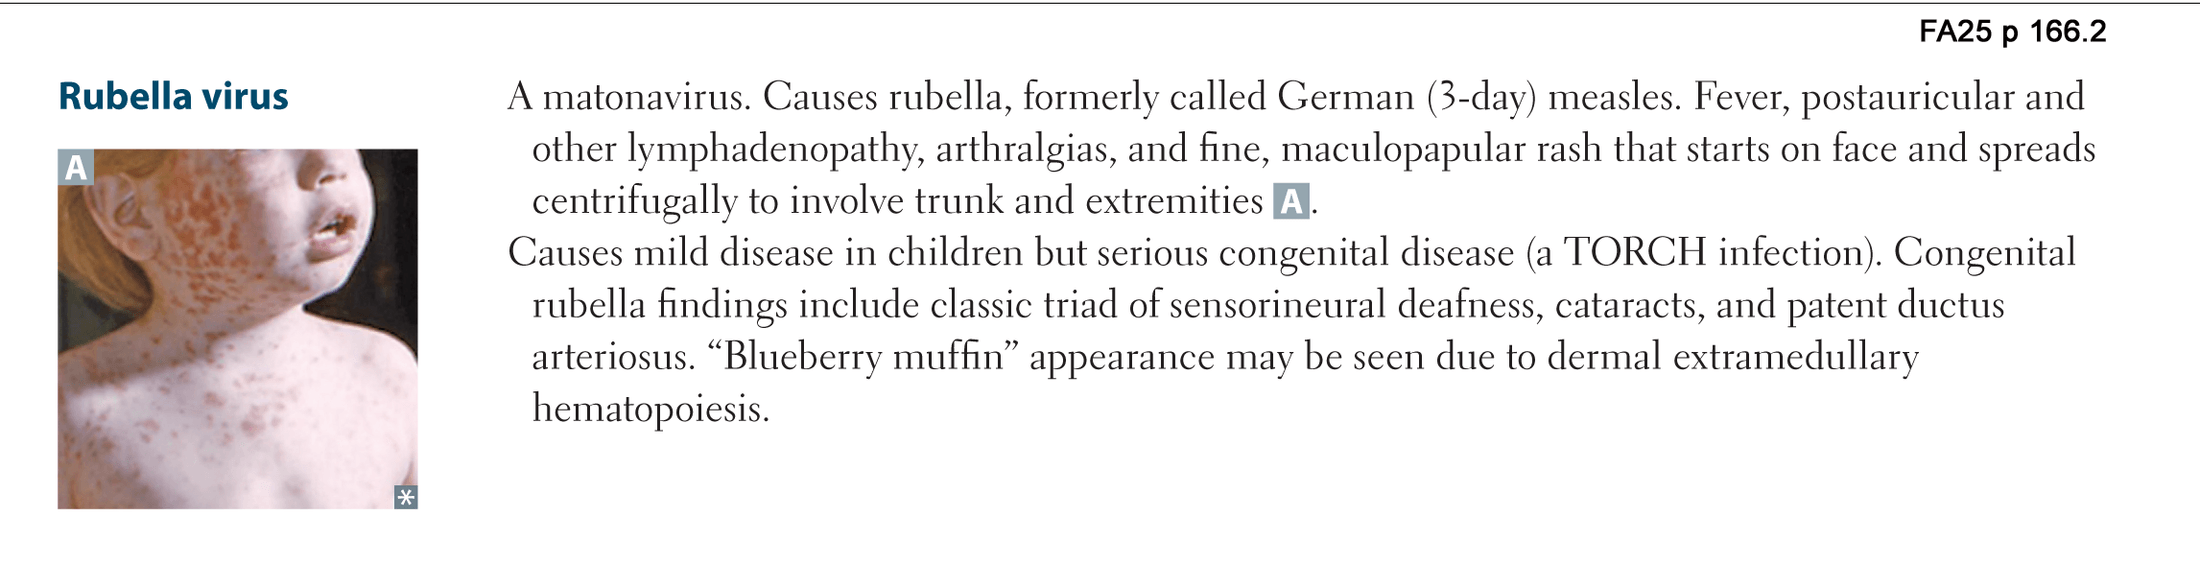 FA25 p 166.2
Rubella virus
A matonavirus. Causes rubella, formerly called German (3-day) measles. Fever, postauricular and
other lymphadenopathy, arthralgias, and fine, maculopapular rash that starts on face and spreads
centrifugally to involve trunk and extremities A.
Causes mild disease in children but serious congenital disease (a TORCH infection). Congenital
rubella findings include classic triad of sensorineural deafness, cataracts, and patent ductus
arteriosus. “Blueberry muffin” appearance may be seen due to dermal extramedullary
hematopoiesis.
A
*